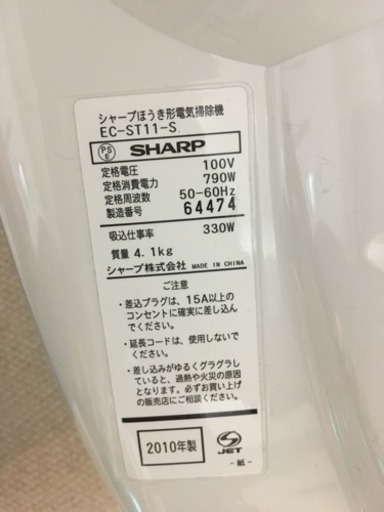 シャープほうき形電気掃除機
EC-ST11-S
PS E SHARP
定格電圧 100V
定格消費電力 790W
定格周波数 50-60Hz
製造番号 64474
吸込仕事率 330W
質量 4.1kg
シャープ株式会社 MADE IN CHINA
ご注意
・差込プラグは、15A以上の
コンセントに確実に差し込ん
でください。
・延長コードは、使用しない
でください。
・差し込みがゆるくグラグラし
ていると、過熱や火災の原因
となります。必ずお買い上げ
の販売店にご相談ください。
2010年製
S JET
- 紙 -